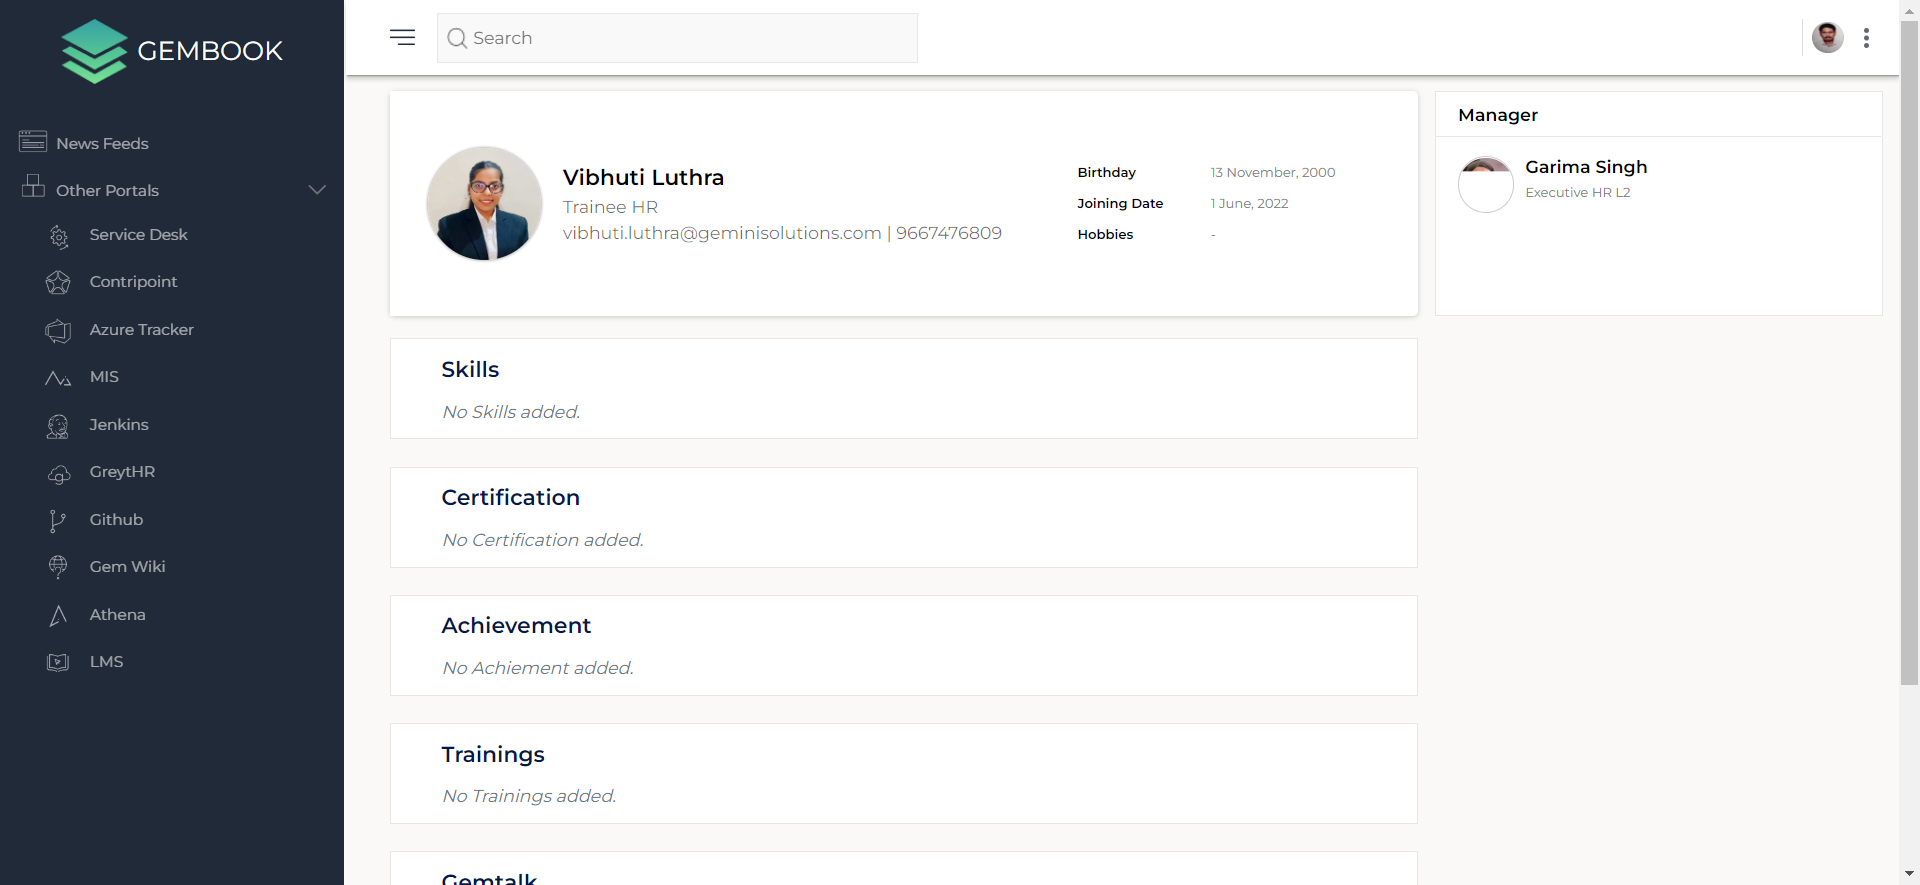 GEMBOOK
Search
News Feeds
Other Portals
Service Desk
Contripoint
Azure Tracker
MIS
Jenkins
GreytHR
Github
Gem Wiki
Athena
LMS
Vibhuti Luthra
Trainee HR
vibhuti.luthra@geminisolutions.com | 9667476809
Birthday 13 November, 2000
Joining Date 1 June, 2022
Hobbies -
Manager
Garima Singh
Executive HR L2
Skills
No Skills added.
Certification
No Certification added.
Achievement
No Achiement added.
Trainings
No Trainings added.
Gemtalk